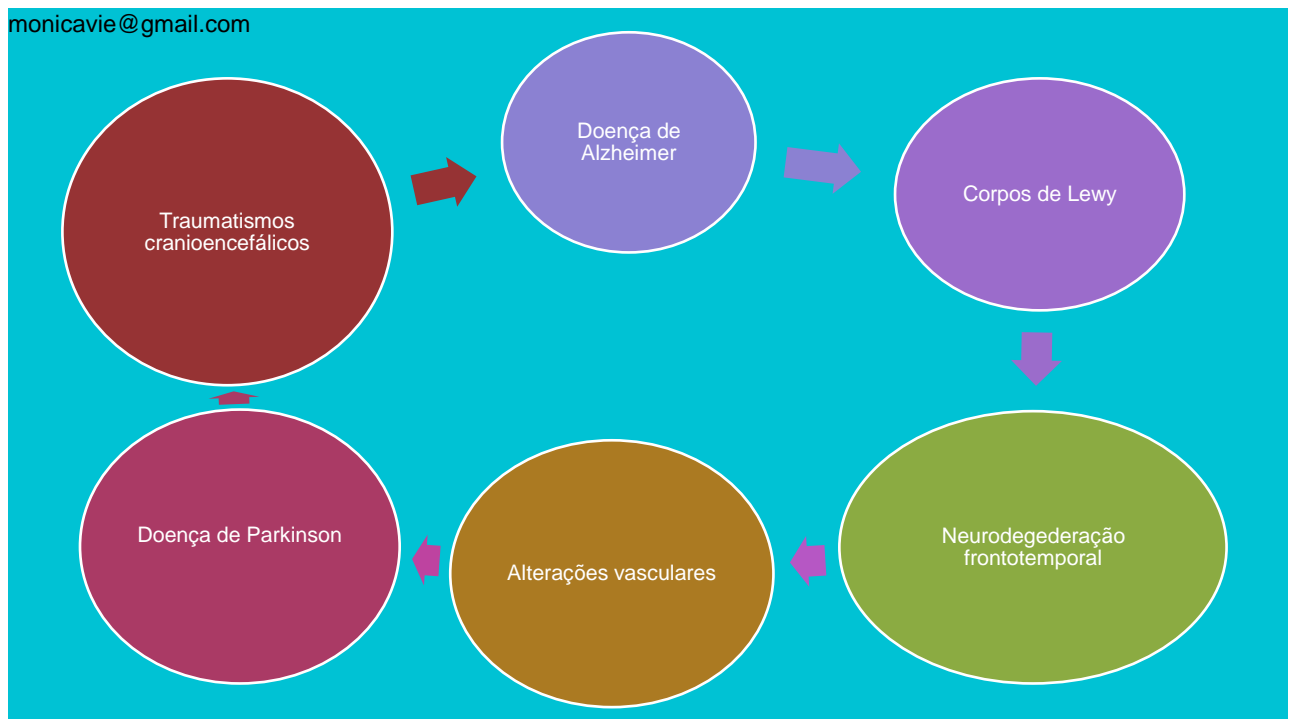 monicavie@gmail.com
Doença de
Alzheimer
Corpos de Lewy
Neurodegederação
frontotemporal
Alterações vasculares
Doença de Parkinson
Traumatismos
cranioencefálicos